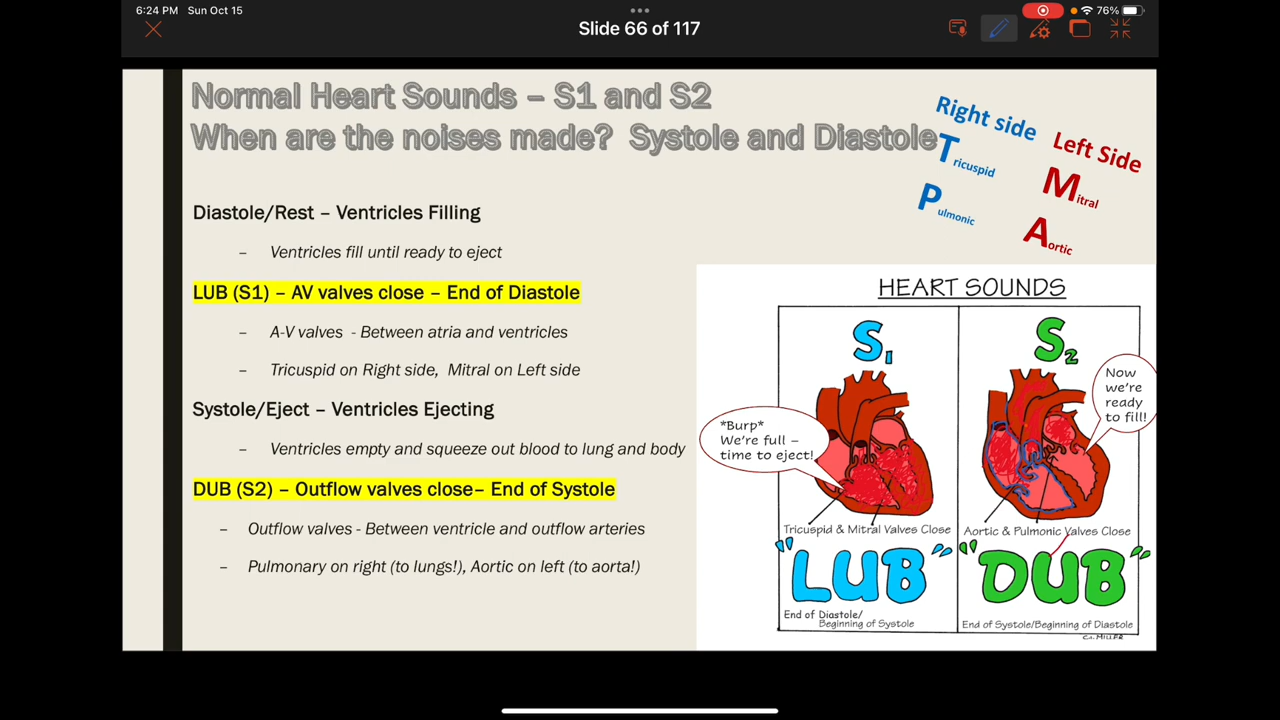 6:24 PM Sun Oct 15
76%
Slide 66 of 117
Normal Heart Sounds – S1 and S2
When are the noises made? Systole and Diastole
Right side
Tricuspid
Pulmonic
Left Side
Mitral
Aortic
Diastole/Rest – Ventricles Filling
– Ventricles fill until ready to eject
LUB (S1) – AV valves close – End of Diastole
– A-V valves - Between atria and ventricles
– Tricuspid on Right side, Mitral on Left side
Systole/Eject – Ventricles Ejecting
– Ventricles empty and squeeze out blood to lung and body
DUB (S2) – Outflow valves close– End of Systole
– Outflow valves - Between ventricle and outflow arteries
– Pulmonary on right (to lungs!), Aortic on left (to aorta!)
HEART SOUNDS
S1
*Burp*
We're full –
time to eject!
Tricuspid & Mitral Valves Close
"LUB"
End of Diastole/
Beginning of Systole
S2
Now
we're
ready
to fill!
Aortic & Pulmonic Valves Close
"DUB"
End of Systole/Beginning of Diastole
C.J. MILLER